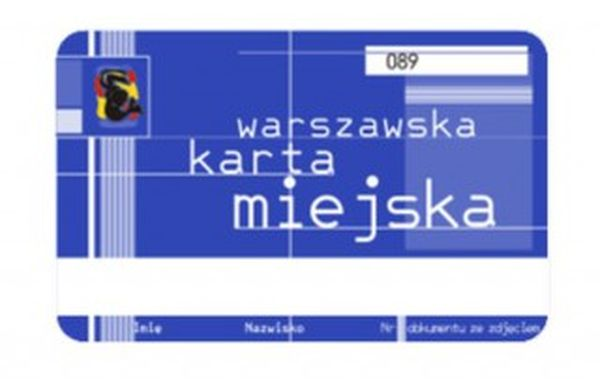 089
warszawska
karta
miejska
Imię Nazwisko Nr dokumentu ze zdjęciem